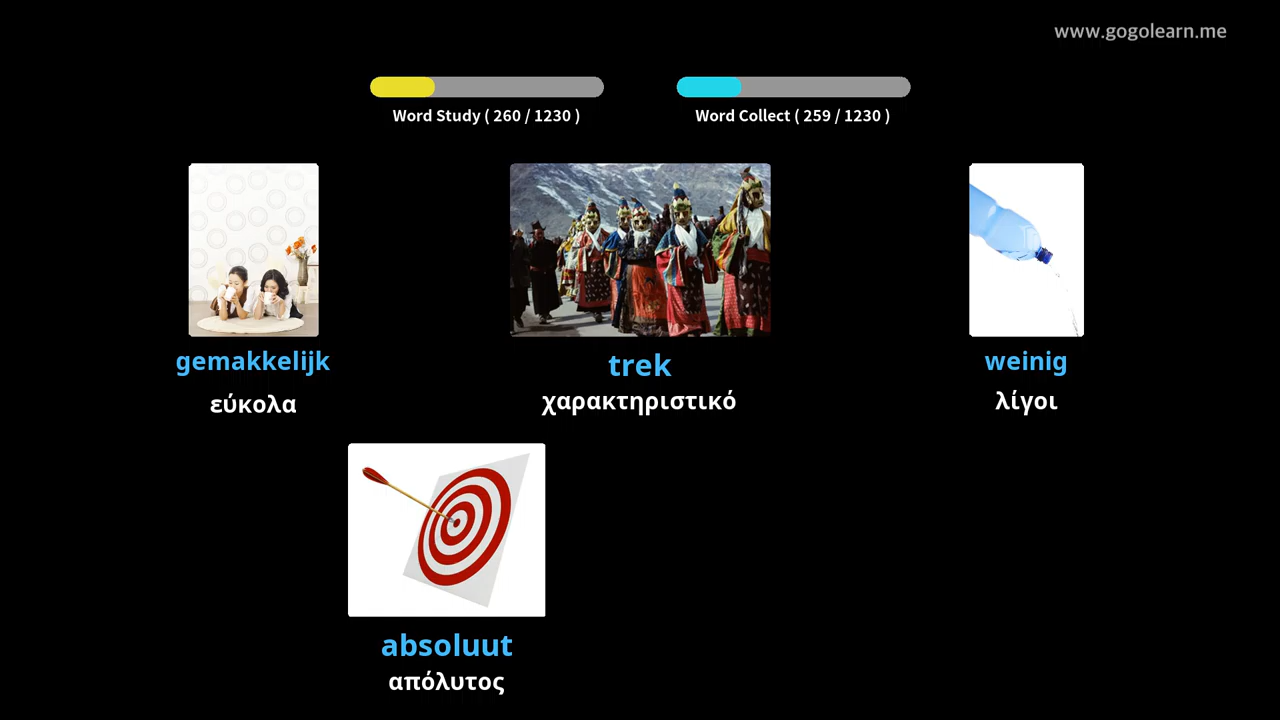 www.gogolearn.me
Word Study ( 260 / 1230 )
Word Collect ( 259 / 1230 )
gemakkelijk
εύκολα
trek
χαρακτηριστικό
weinig
λίγοι
absoluut
απόλυτος